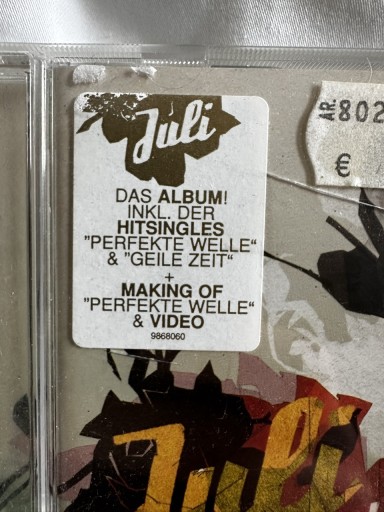 Juli
DAS ALBUM!
INKL. DER
HITSINGLES
"PERFEKTE WELLE“
& "GEILE ZEIT“
+
MAKING OF
"PERFEKTE WELLE“
& VIDEO
9868060
AR. 802
€
Juli